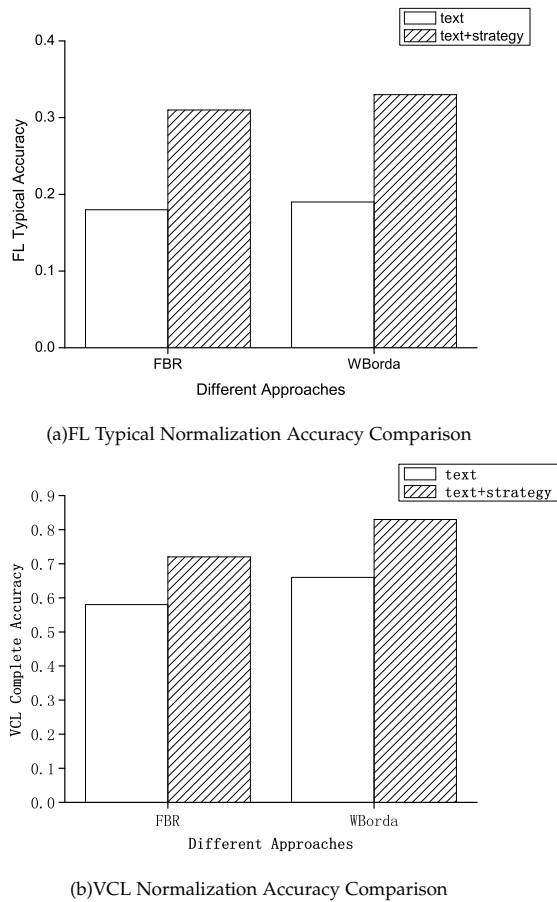 text
text+strategy
0.4
0.3
0.2
0.1
0.0
FL Typical Accuracy
FBR
WBorda
Different Approaches
(a)FL Typical Normalization Accuracy Comparison
text
text+strategy
0.9
0.8
0.7
0.6
0.5
0.4
0.3
0.2
0.1
0.0
VCL Complete Accuracy
FBR
WBorda
Different Approaches
(b)VCL Normalization Accuracy Comparison